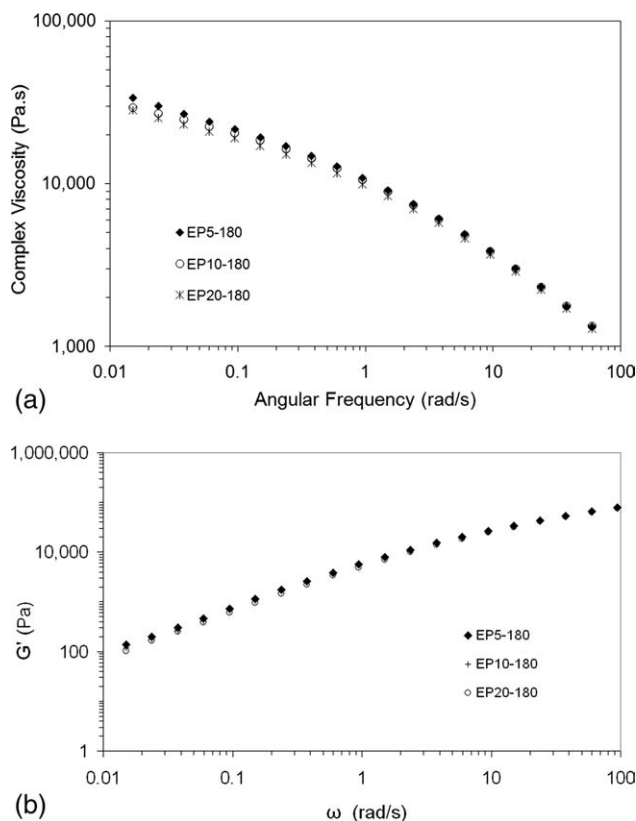 100,000
10,000
1,000
Complex Viscosity (Pa.s)
EP5-180
EP10-180
EP20-180
0.01 0.1 1 10 100
Angular Frequency (rad/s)
(a)
1,000,000
10,000
100
1
G' (Pa)
EP5-180
EP10-180
EP20-180
0.01 0.1 1 10 100
ω (rad/s)
(b)